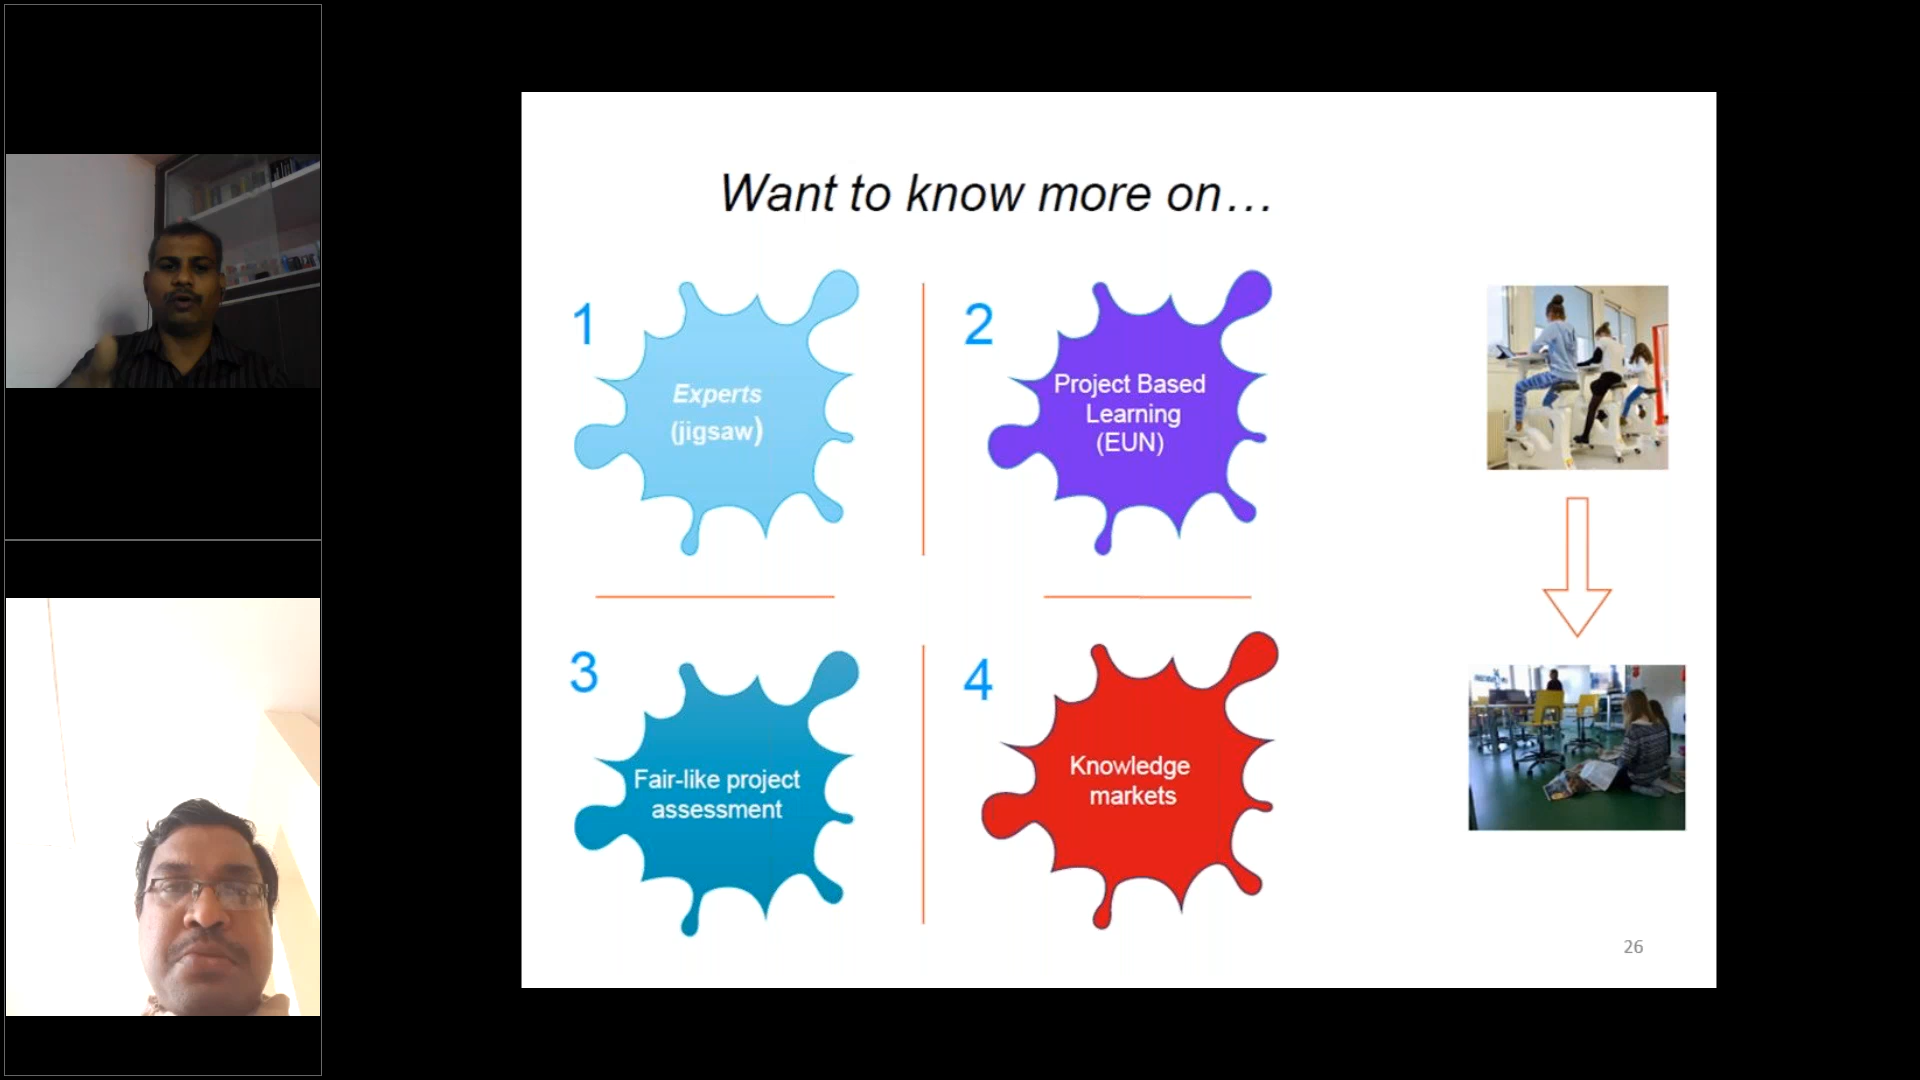 Want to know more on…
1
Experts
(jigsaw)
2
Project Based
Learning
(EUN)
3
Fair-like project
assessment
4
Knowledge
markets
26